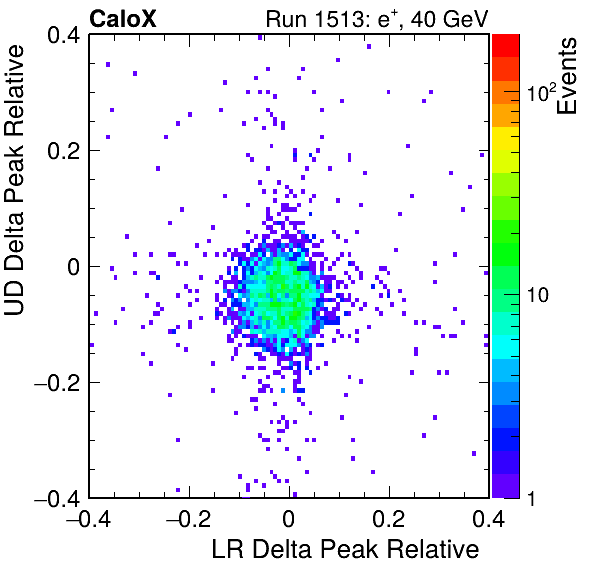 CaloX Run 1513: e⁺, 40 GeV
UD Delta Peak Relative
0.4
0.2
0
−0.2
−0.4
−0.4 −0.2 0 0.2 0.4
LR Delta Peak Relative
Events
10²
10
1